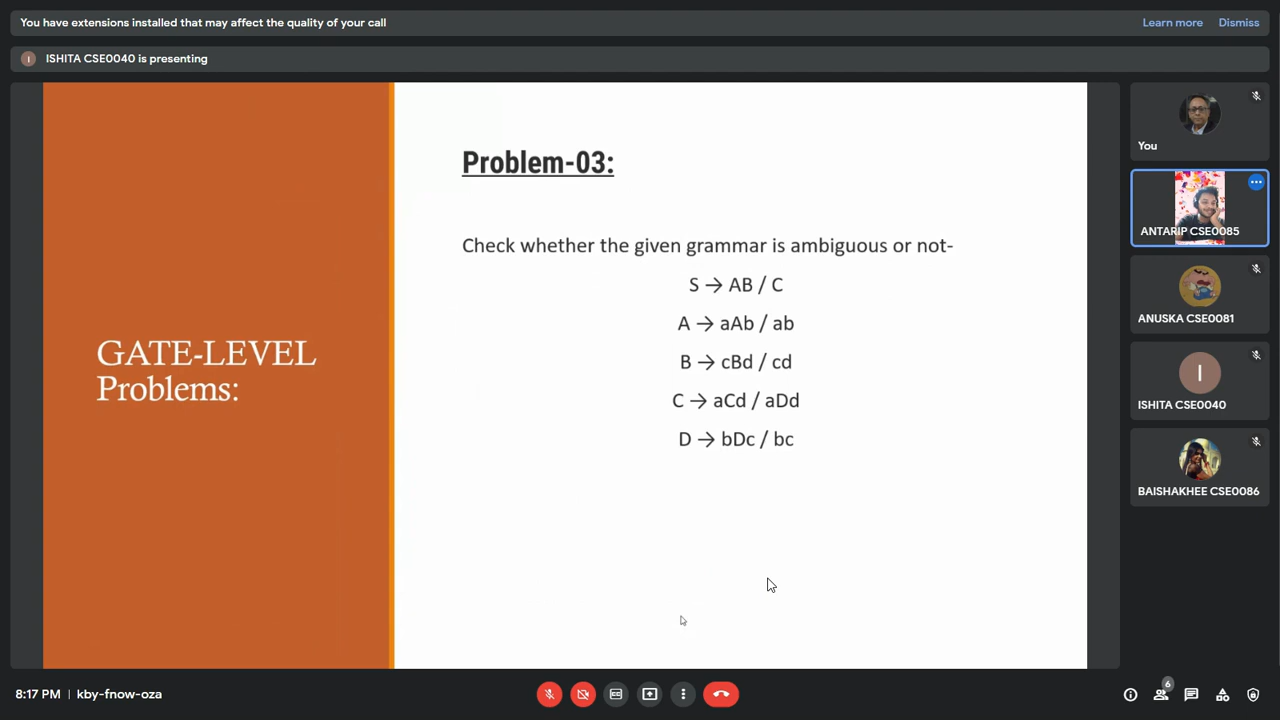 You have extensions installed that may affect the quality of your call
Learn more
Dismiss
I
ISHITA CSE0040 is presenting
GATE-LEVEL
Problems:
Problem-03:
Check whether the given grammar is ambiguous or not-
S → AB / C
A → aAb / ab
B → cBd / cd
C → aCd / aDd
D → bDc / bc
You
ANTARIP CSE0085
ANUSKA CSE0081
I
ISHITA CSE0040
BAISHAKHEE CSE0086
8:17 PM | kby-fnow-oza
6